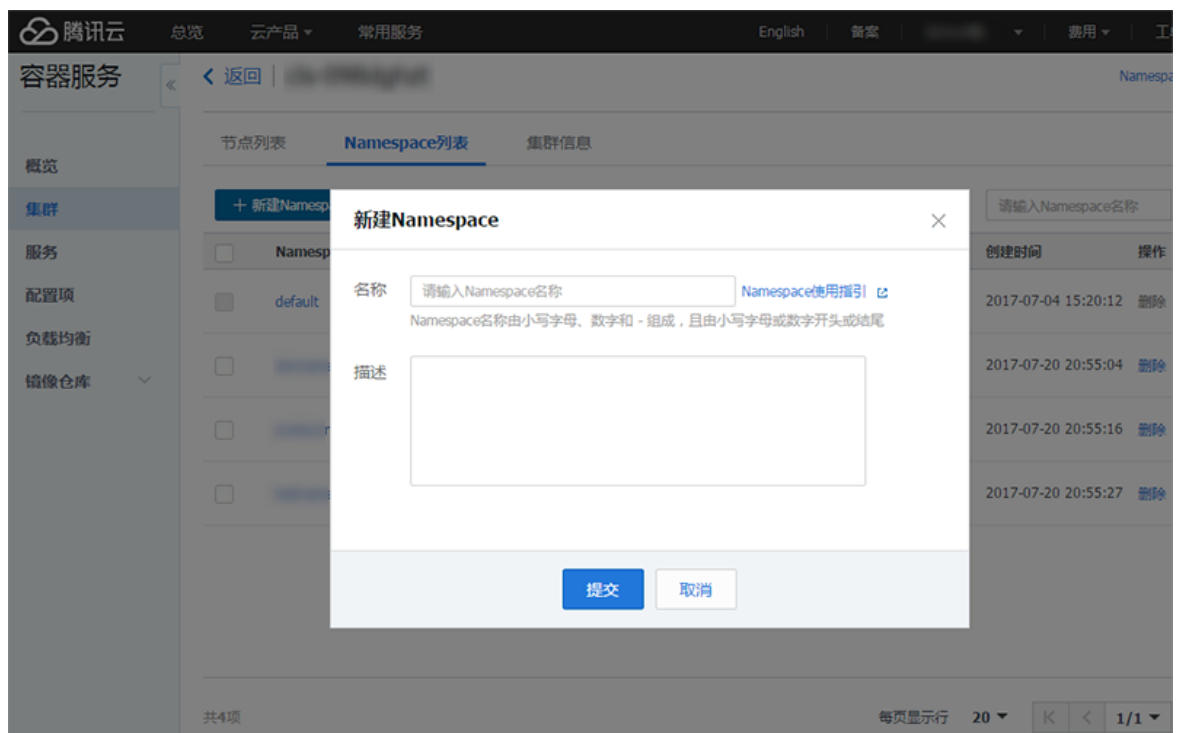 腾讯云 总览 云产品 常用服务 English 备案 费用
容器服务 返回
节点列表 Namespace列表 集群信息
概览
集群
服务
配置项
负载均衡
镜像仓库
+ 新建Namesp
请输入Namespace名称
Namesp 创建时间 操作
default 2017-07-04 15:20:12 删除
2017-07-20 20:55:04 删除
2017-07-20 20:55:16 删除
2017-07-20 20:55:27 删除
新建Namespace
名称 请输入Namespace名称 Namespace使用指引
Namespace名称由小写字母、数字和 - 组成，且由小写字母或数字开头或结尾
描述
提交 取消
共4项 每页显示行 20 1/1